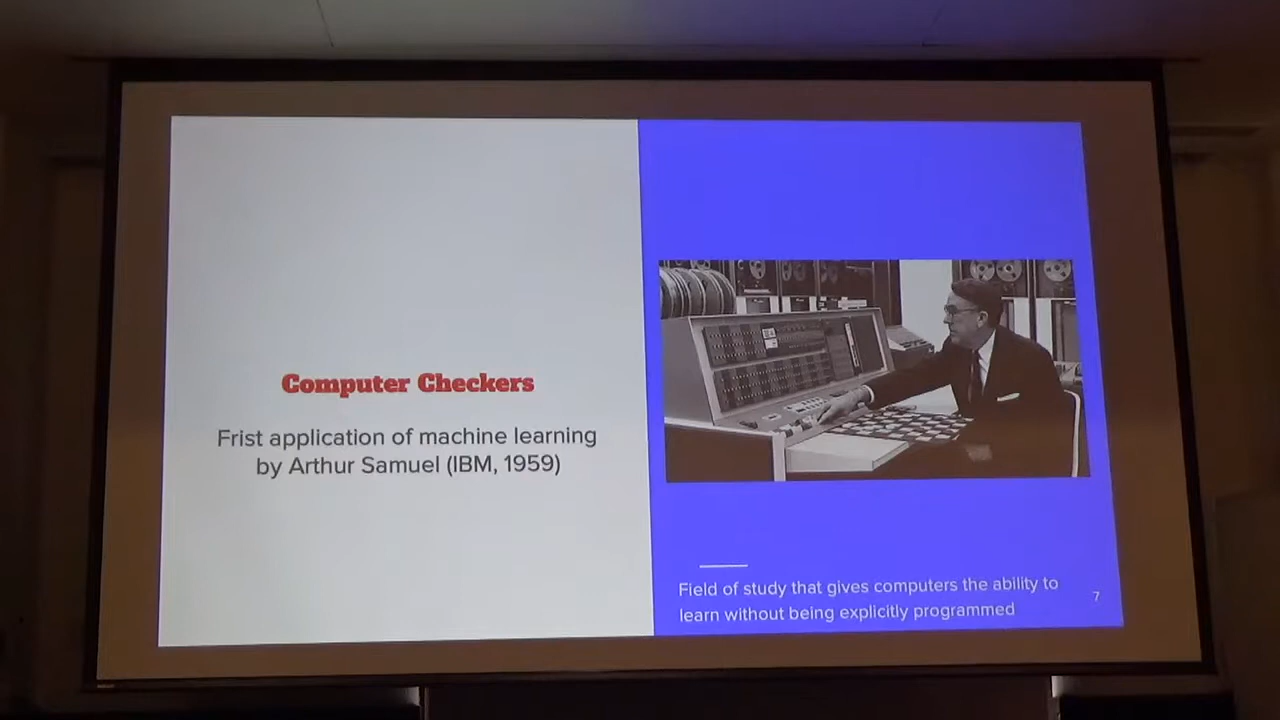 Computer Checkers
Frist application of machine learning
by Arthur Samuel (IBM, 1959)
Field of study that gives computers the ability to
learn without being explicitly programmed
7